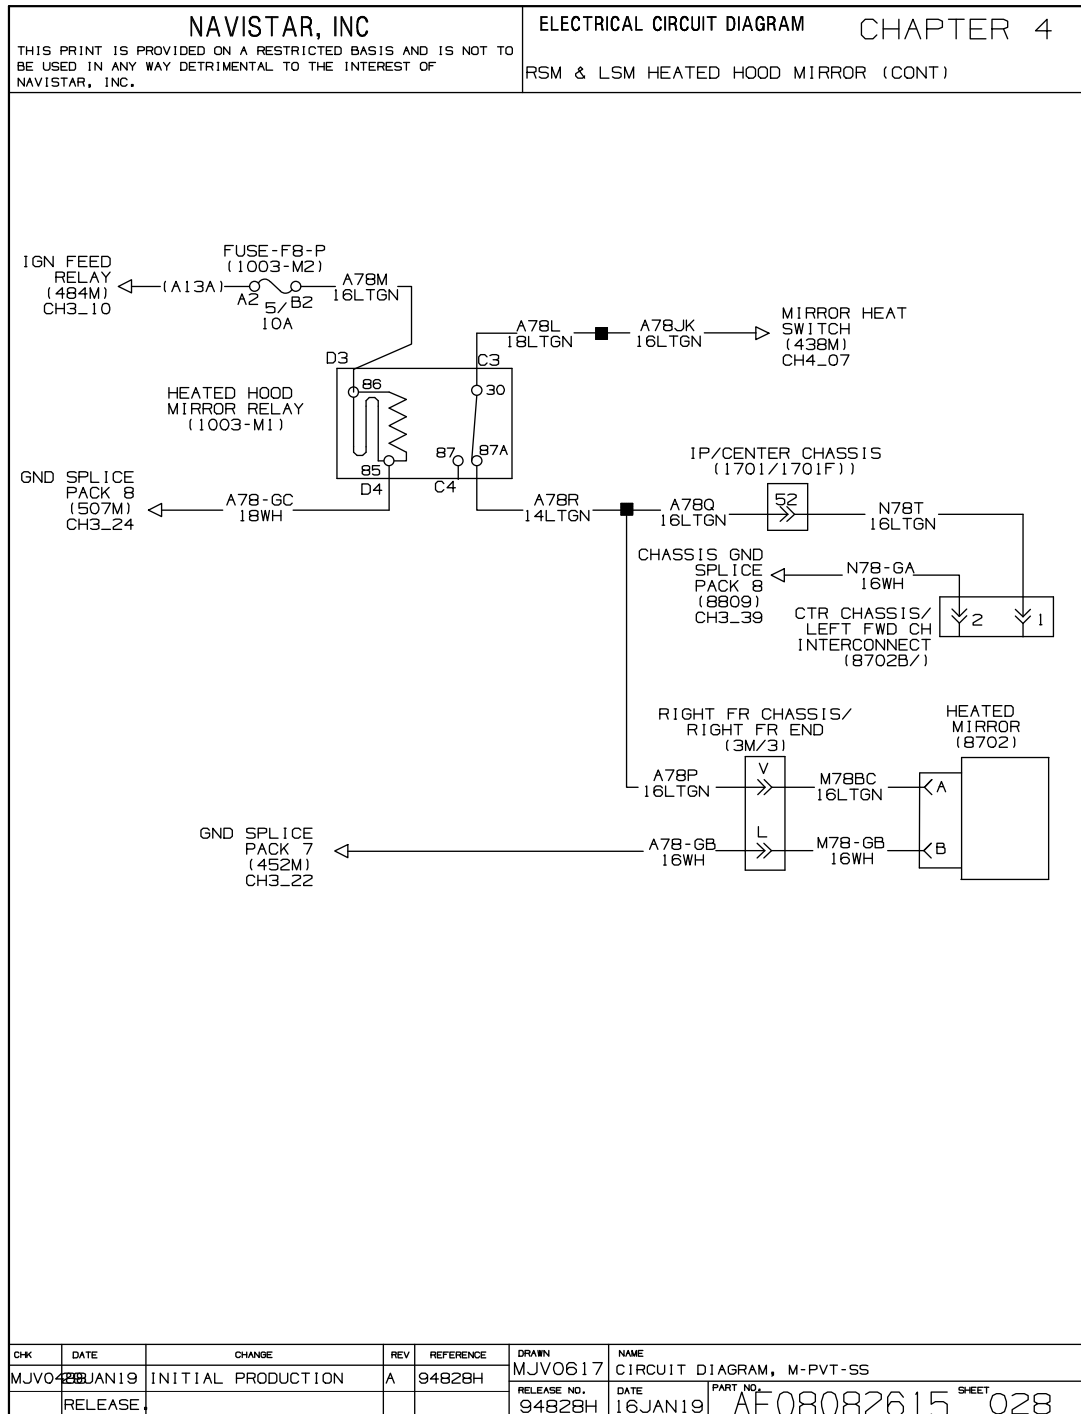 NAVISTAR, INC
THIS PRINT IS PROVIDED ON A RESTRICTED BASIS AND IS NOT TO
BE USED IN ANY WAY DETRIMENTAL TO THE INTEREST OF
NAVISTAR, INC.
ELECTRICAL CIRCUIT DIAGRAM
CHAPTER 4
RSM & LSM HEATED HOOD MIRROR (CONT)
IGN FEED
RELAY
(484M)
CH3_10
(A13A)
FUSE-F8-P
(1003-M2)
A2
B2
5/
10A
A78M
16LTGN
D3
C3
86
30
HEATED HOOD
MIRROR RELAY
(1003-M1)
85
87
87A
D4
C4
A78L
18LTGN
A78JK
16LTGN
MIRROR HEAT
SWITCH
(438M)
CH4_07
GND SPLICE
PACK 8
(507M)
CH3_24
A78-GC
18WH
A78R
14LTGN
A78Q
16LTGN
IP/CENTER CHASSIS
(1701/1701F))
52
N78T
16LTGN
CHASSIS GND
SPLICE
PACK 8
(8809)
CH3_39
N78-GA
16WH
CTR CHASSIS/
LEFT FWD CH
INTERCONNECT
(8702B/)
2
1
RIGHT FR CHASSIS/
RIGHT FR END
(3M/3)
HEATED
MIRROR
(8702)
A78P
16LTGN
V
M78BC
16LTGN
A
GND SPLICE
PACK 7
(452M)
CH3_22
A78-GB
16WH
L
M78-GB
16WH
B
CHK
DATE
CHANGE
REV
REFERENCE
INITIAL PRODUCTION
A
94828H
RELEASE.
DRAWN
MJV0617
NAME
CIRCUIT DIAGRAM, M-PVT-SS
RELEASE NO.
94828H
DATE
16JAN19
PART NO.
AF08082615
SHEET
028